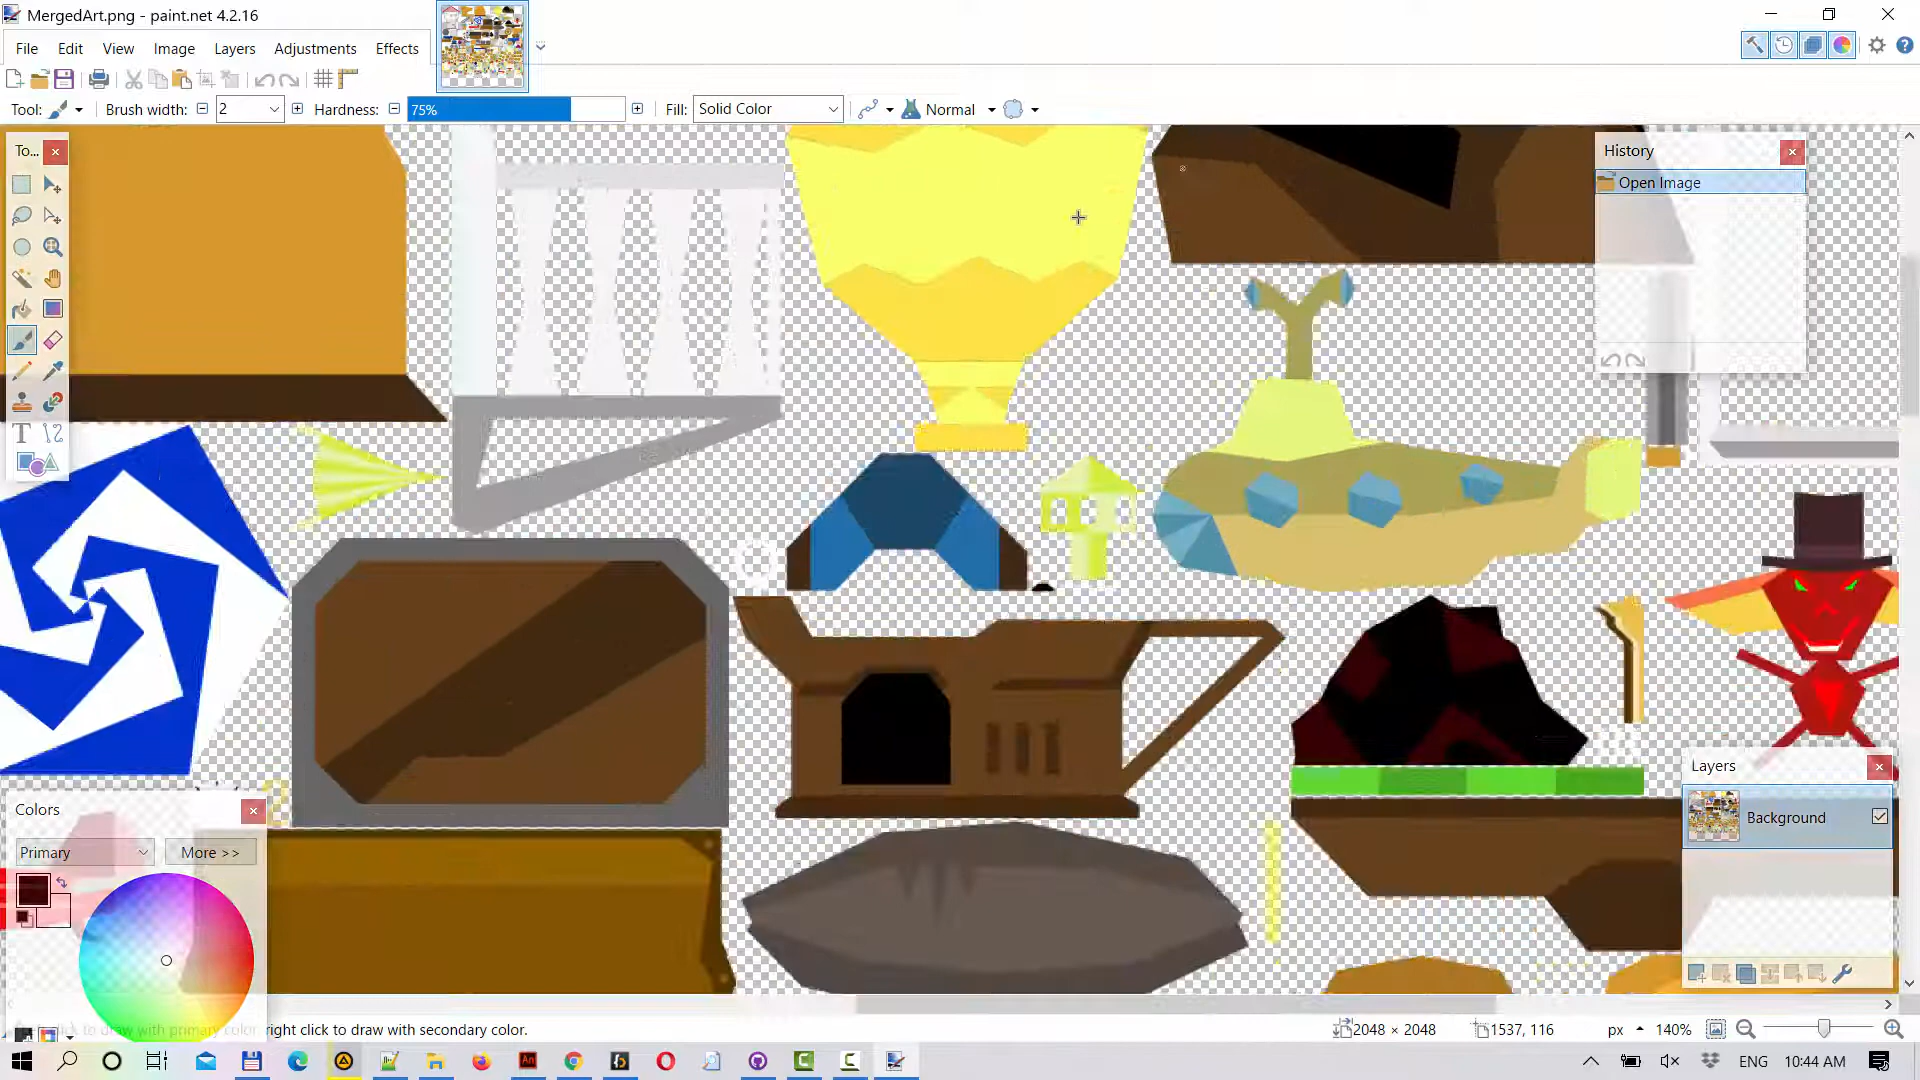 MergedArt.png - paint.net 4.2.16
File Edit View Image Layers Adjustments Effects
Tool: Brush width: 2 Hardness: 75% Fill: Solid Color Normal
To...
History
Open Image
Layers
Background
Colors
Primary More >>
right click to draw with secondary color.
2048 × 2048 1537, 116 px 140%
ENG 10:44 AM